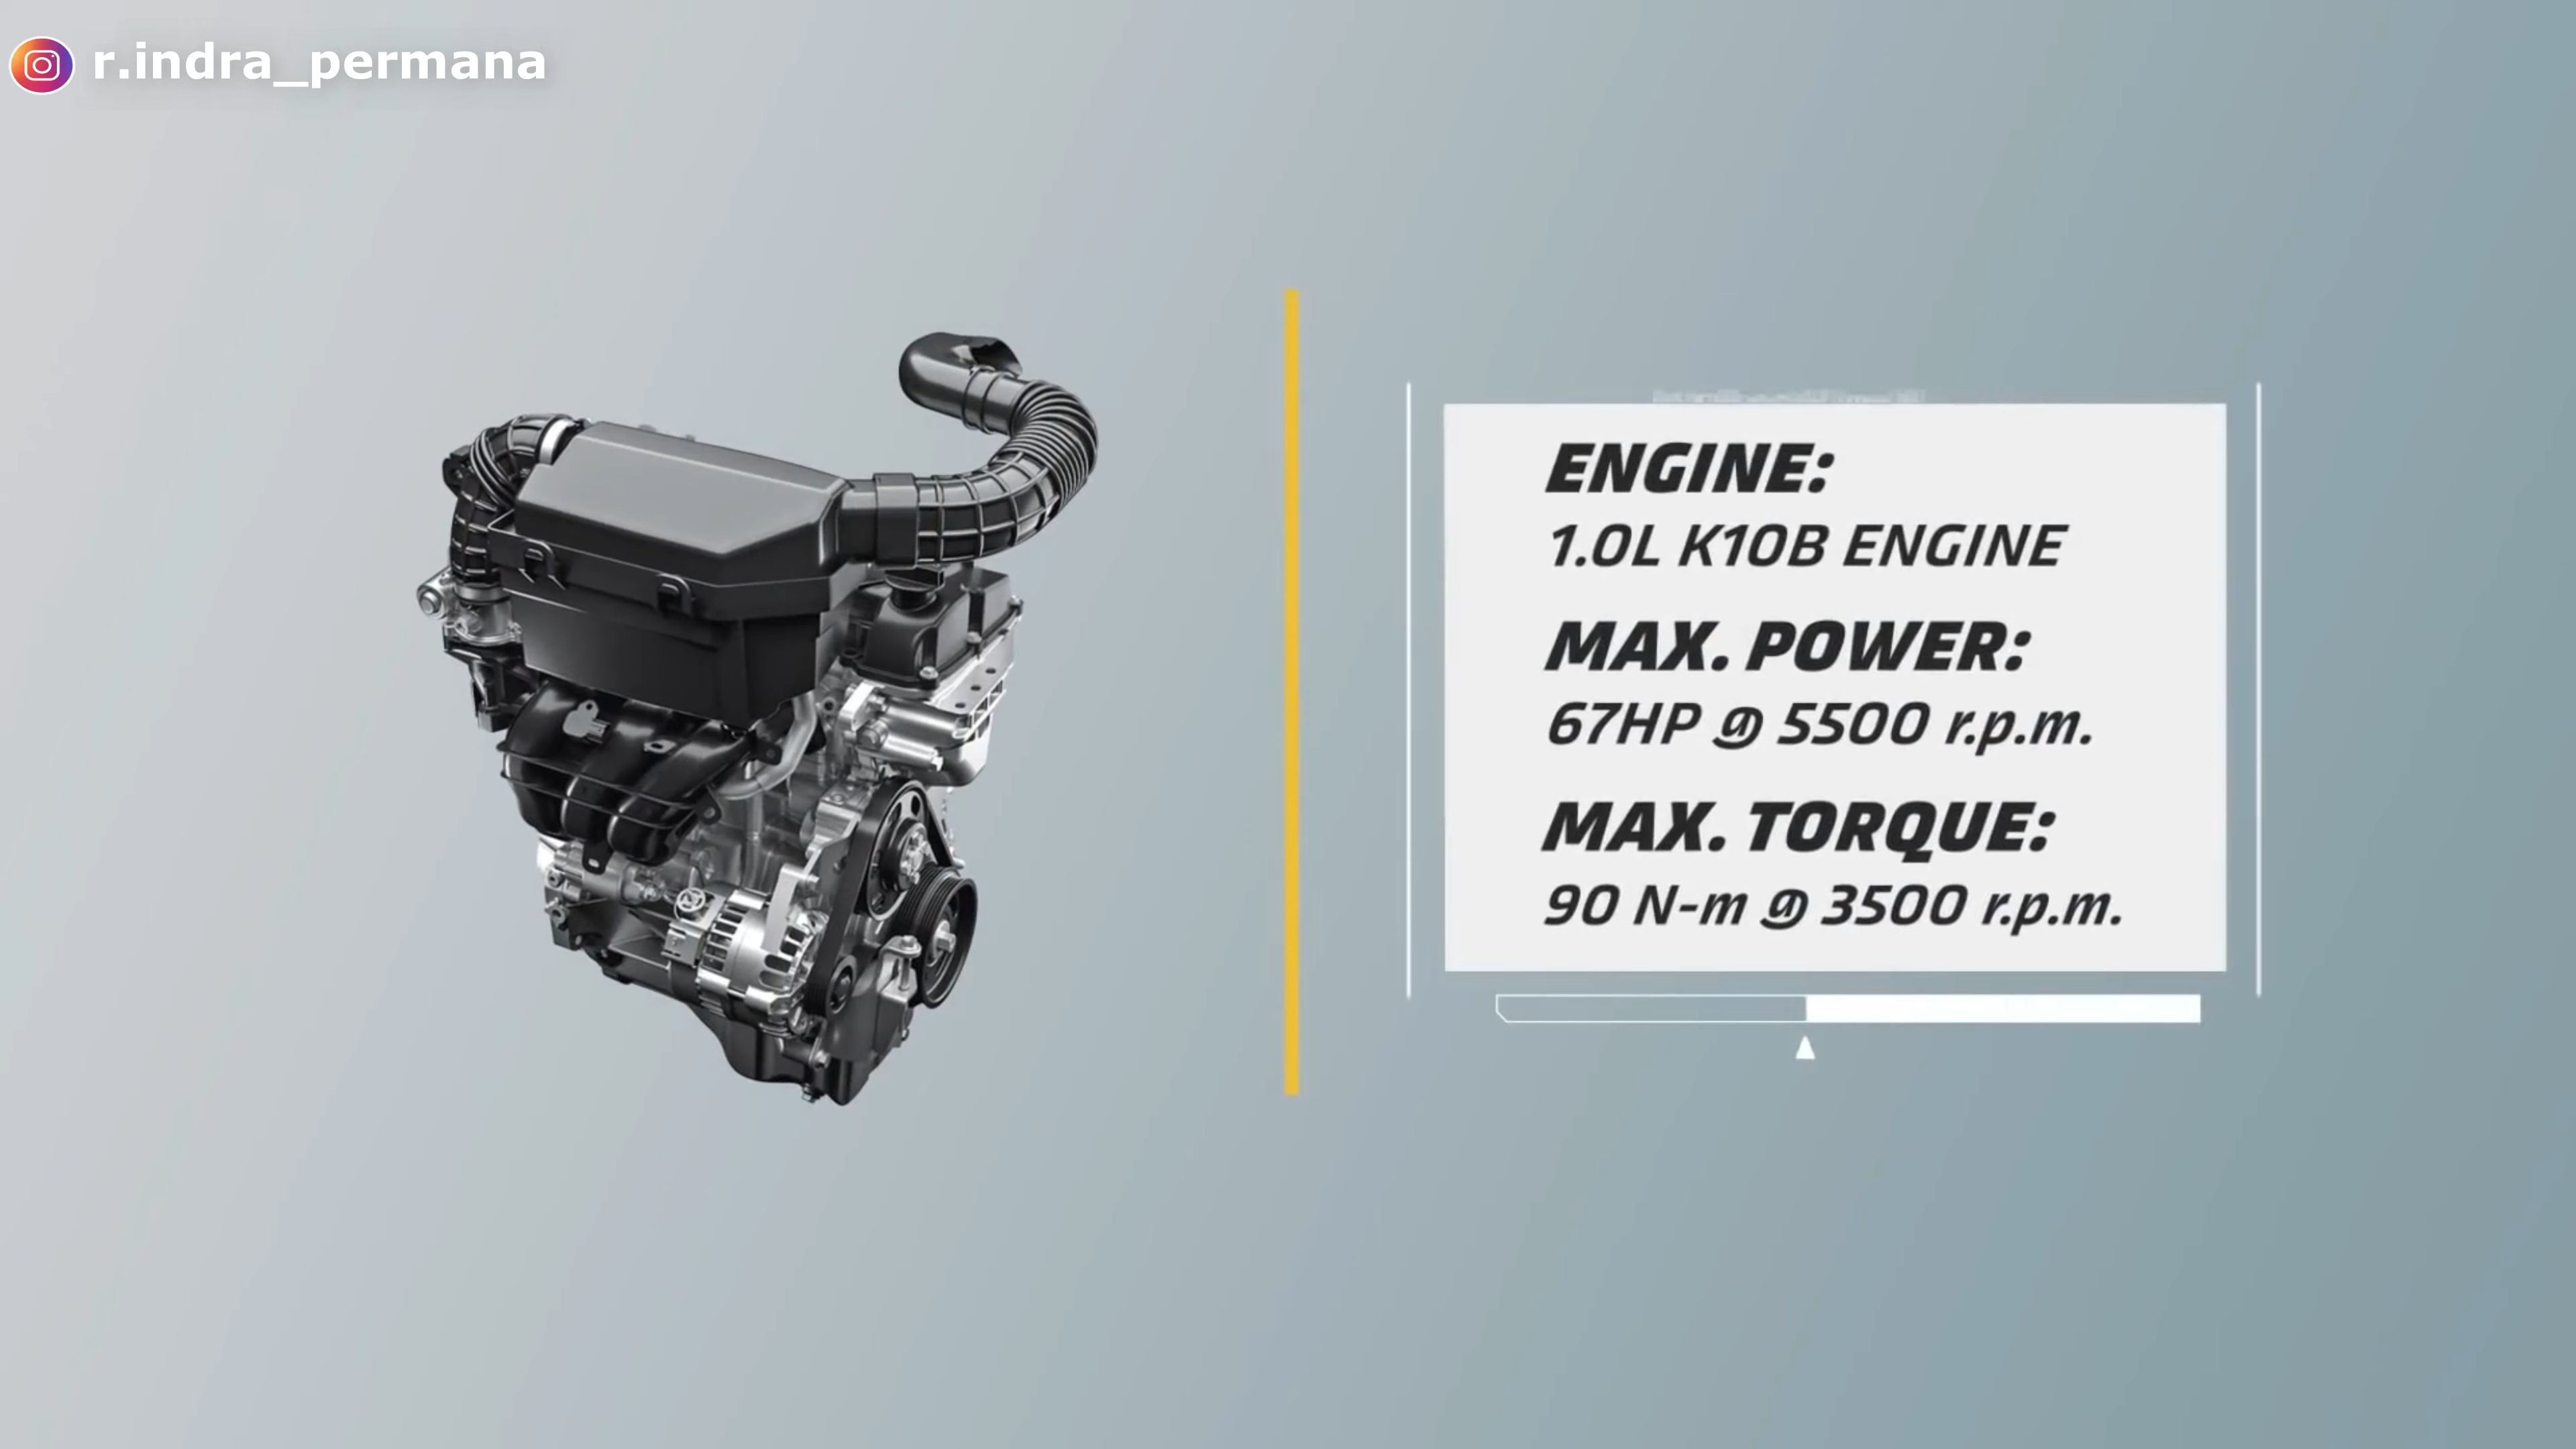 r.indra_permana
ENGINE:
1.0L K10B ENGINE
MAX. POWER:
67HP @ 5500 r.p.m.
MAX. TORQUE:
90 N-m @ 3500 r.p.m.